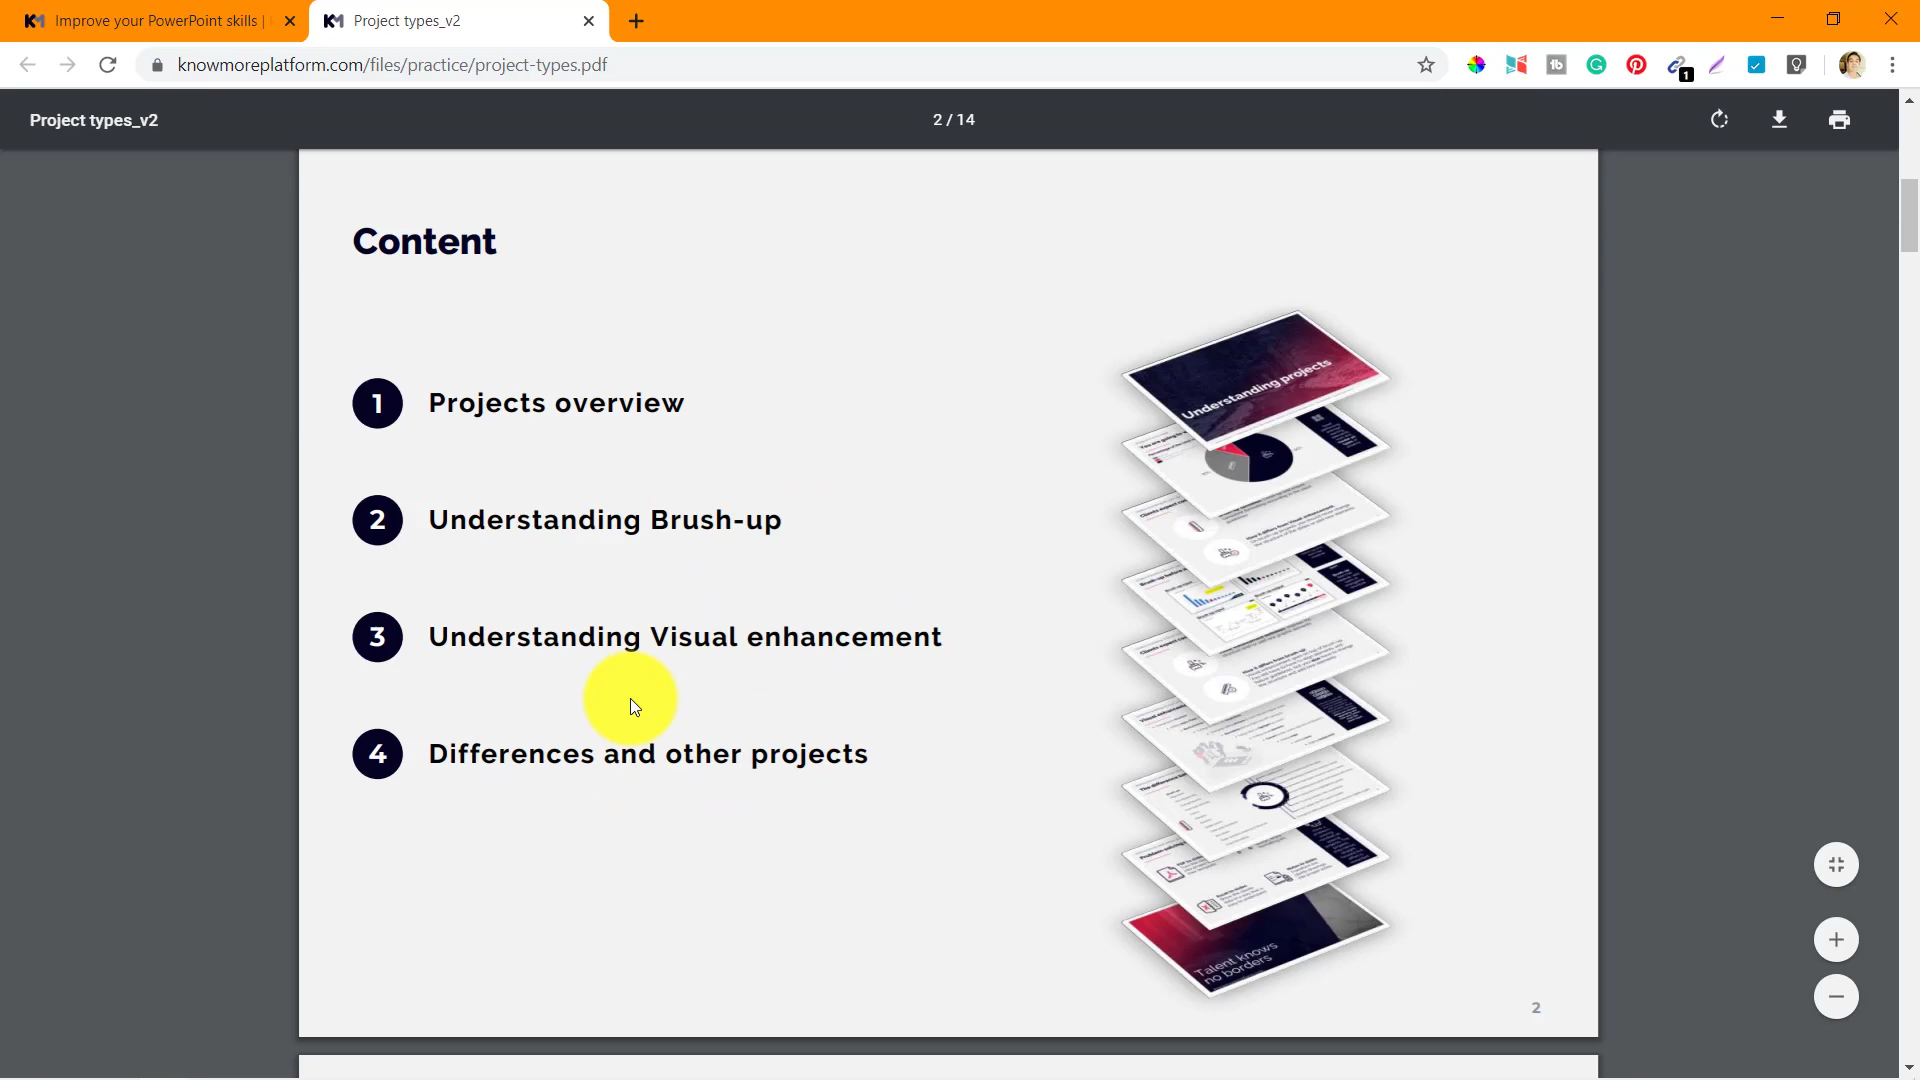 Improve your PowerPoint skills |
Project types_v2
knowmoreplatform.com/files/practice/project-types.pdf
1
Project types_v2
2 / 14
Content
1 Projects overview
2 Understanding Brush-up
3 Understanding Visual enhancement
4 Differences and other projects
Understanding projects
Talent knows
no borders
2